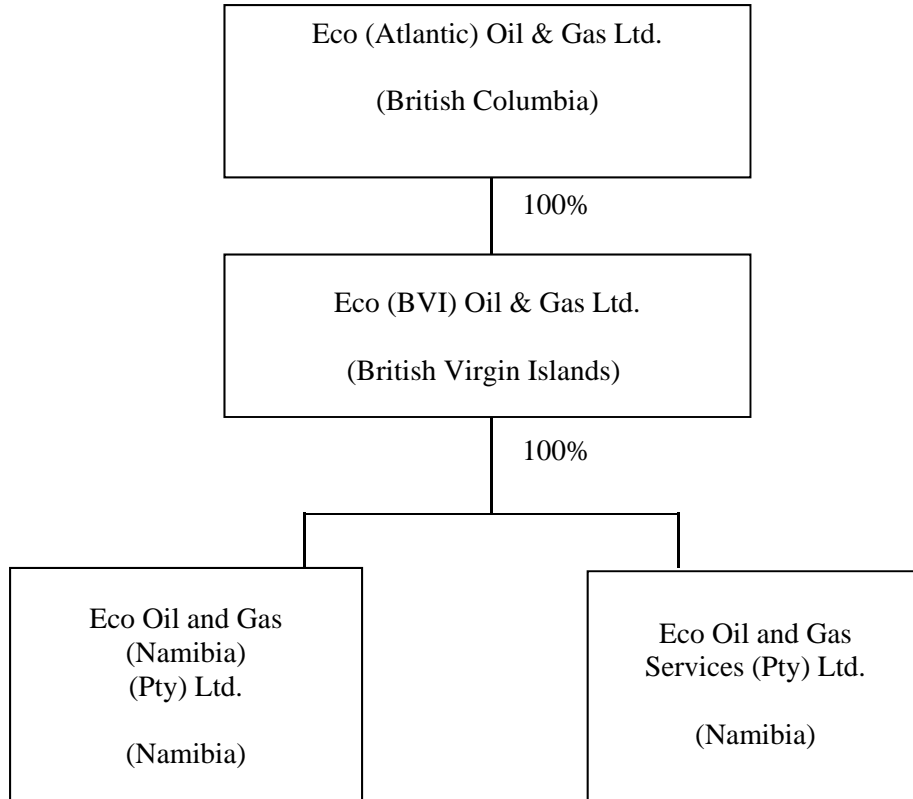 Eco (Atlantic) Oil & Gas Ltd.
(British Columbia)
100%
Eco (BVI) Oil & Gas Ltd.
(British Virgin Islands)
100%
Eco Oil and Gas
(Namibia)
(Pty) Ltd.
(Namibia)
Eco Oil and Gas
Services (Pty) Ltd.
(Namibia)